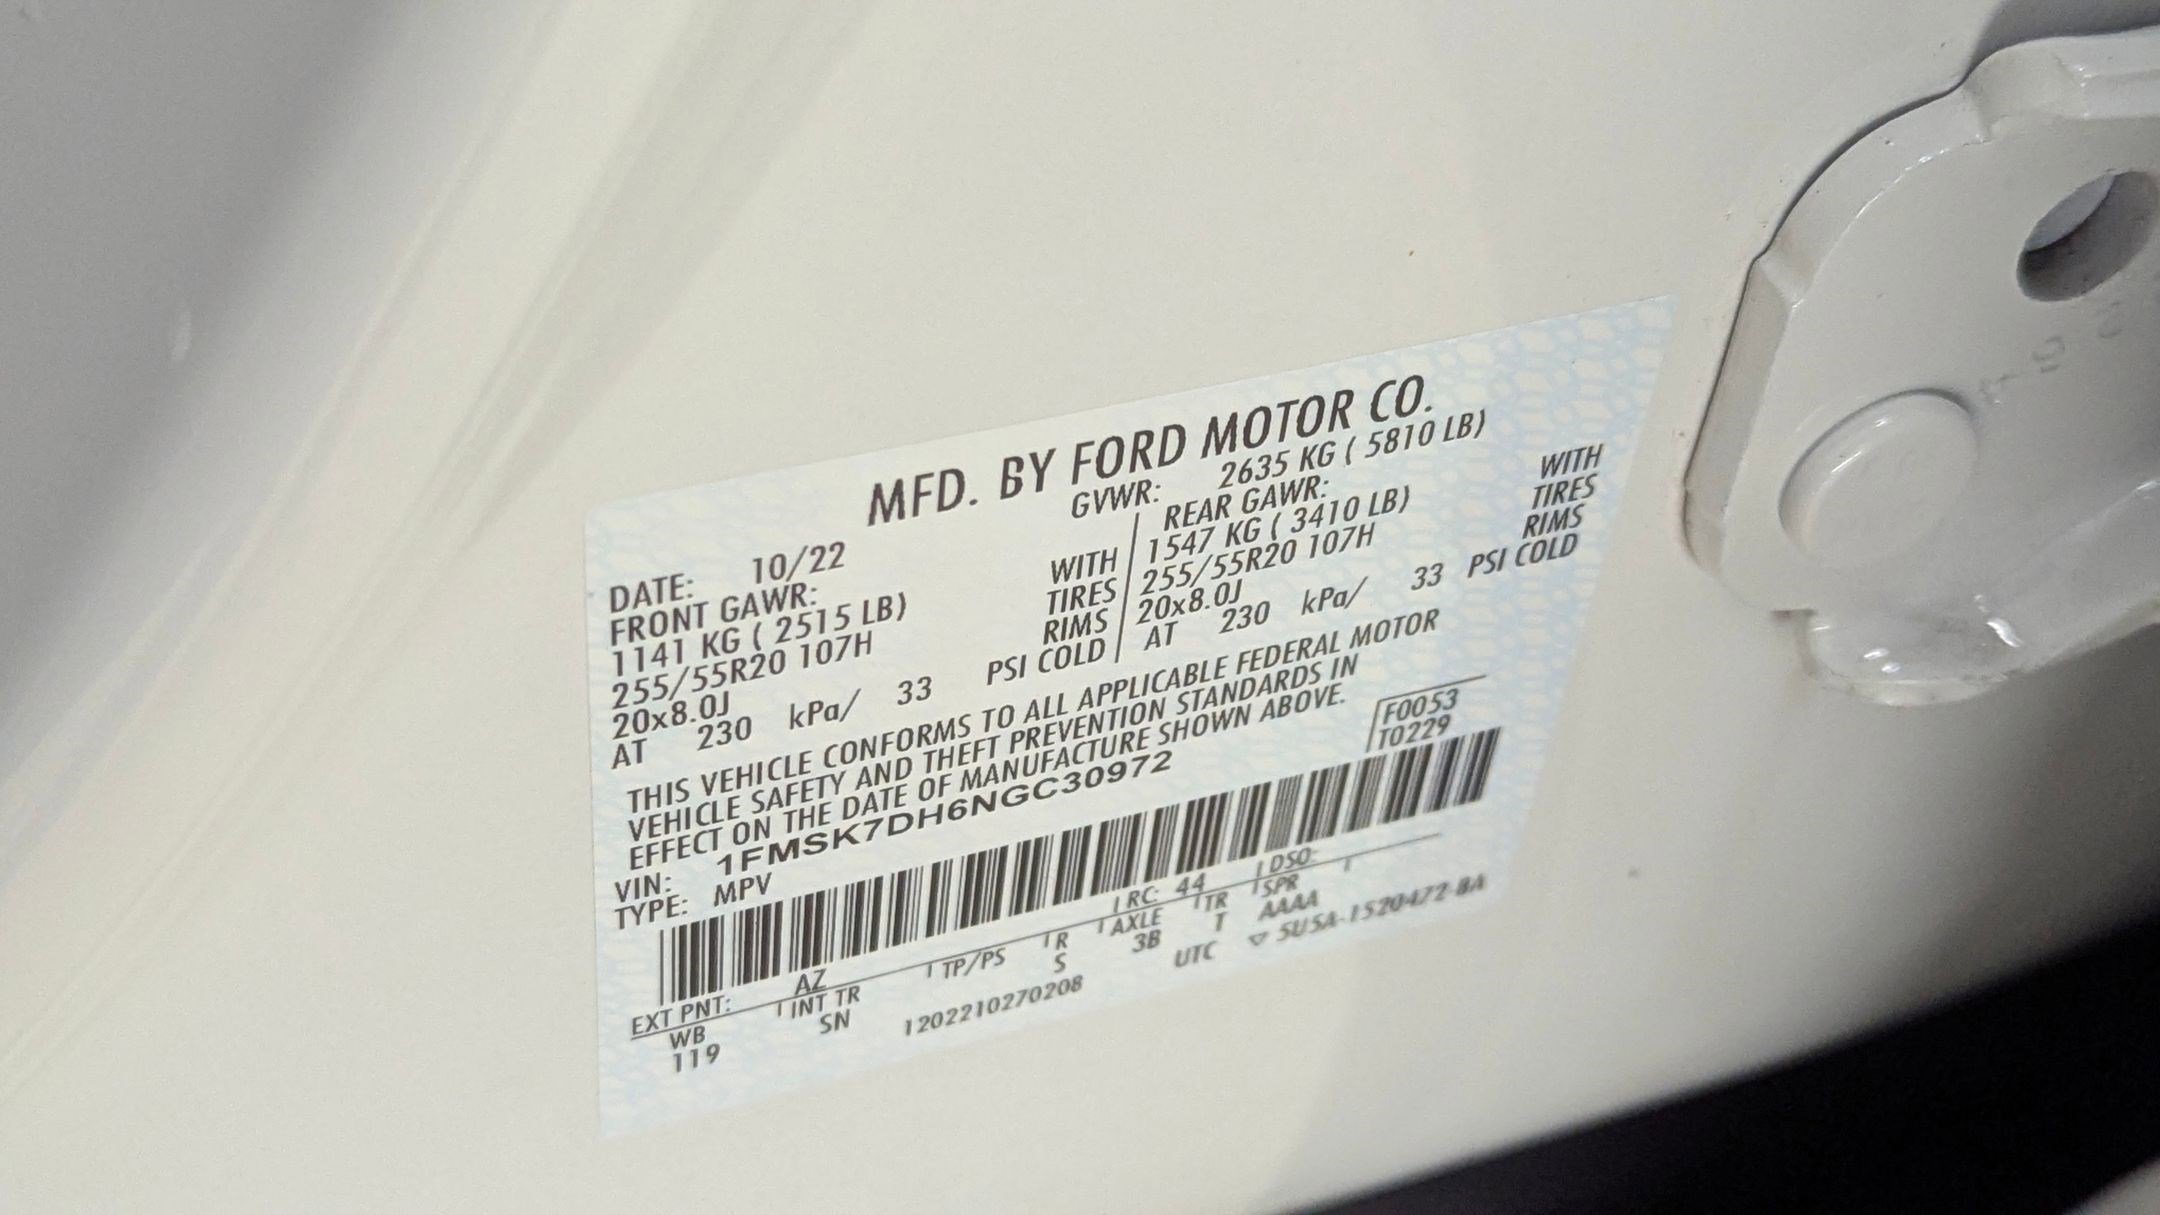 MFD. BY FORD MOTOR CO.
DATE: 10/22 GVWR: 2635 KG ( 5810 LB)
FRONT GAWR: REAR GAWR:
1141 KG ( 2515 LB) WITH 1547 KG ( 3410 LB) WITH
255/55R20 107H TIRES 255/55R20 107H TIRES
20x8.0J RIMS 20x8.0J RIMS
AT 230 kPa/ 33 PSI COLD AT 230 kPa/ 33 PSI COLD
THIS VEHICLE CONFORMS TO ALL APPLICABLE FEDERAL MOTOR
VEHICLE SAFETY AND THEFT PREVENTION STANDARDS IN
EFFECT ON THE DATE OF MANUFACTURE SHOWN ABOVE.
F0053
T0229
VIN: 1FMSK7DH6NGC30972
TYPE: MPV
EXT PNT: AZ RC: 44 DSO:
WB INT TR TP/PS R AXLE TR SPR
119 SN S 3B T AAAA
1202210270208 UTC ▽ 5U5A-1520472-BA